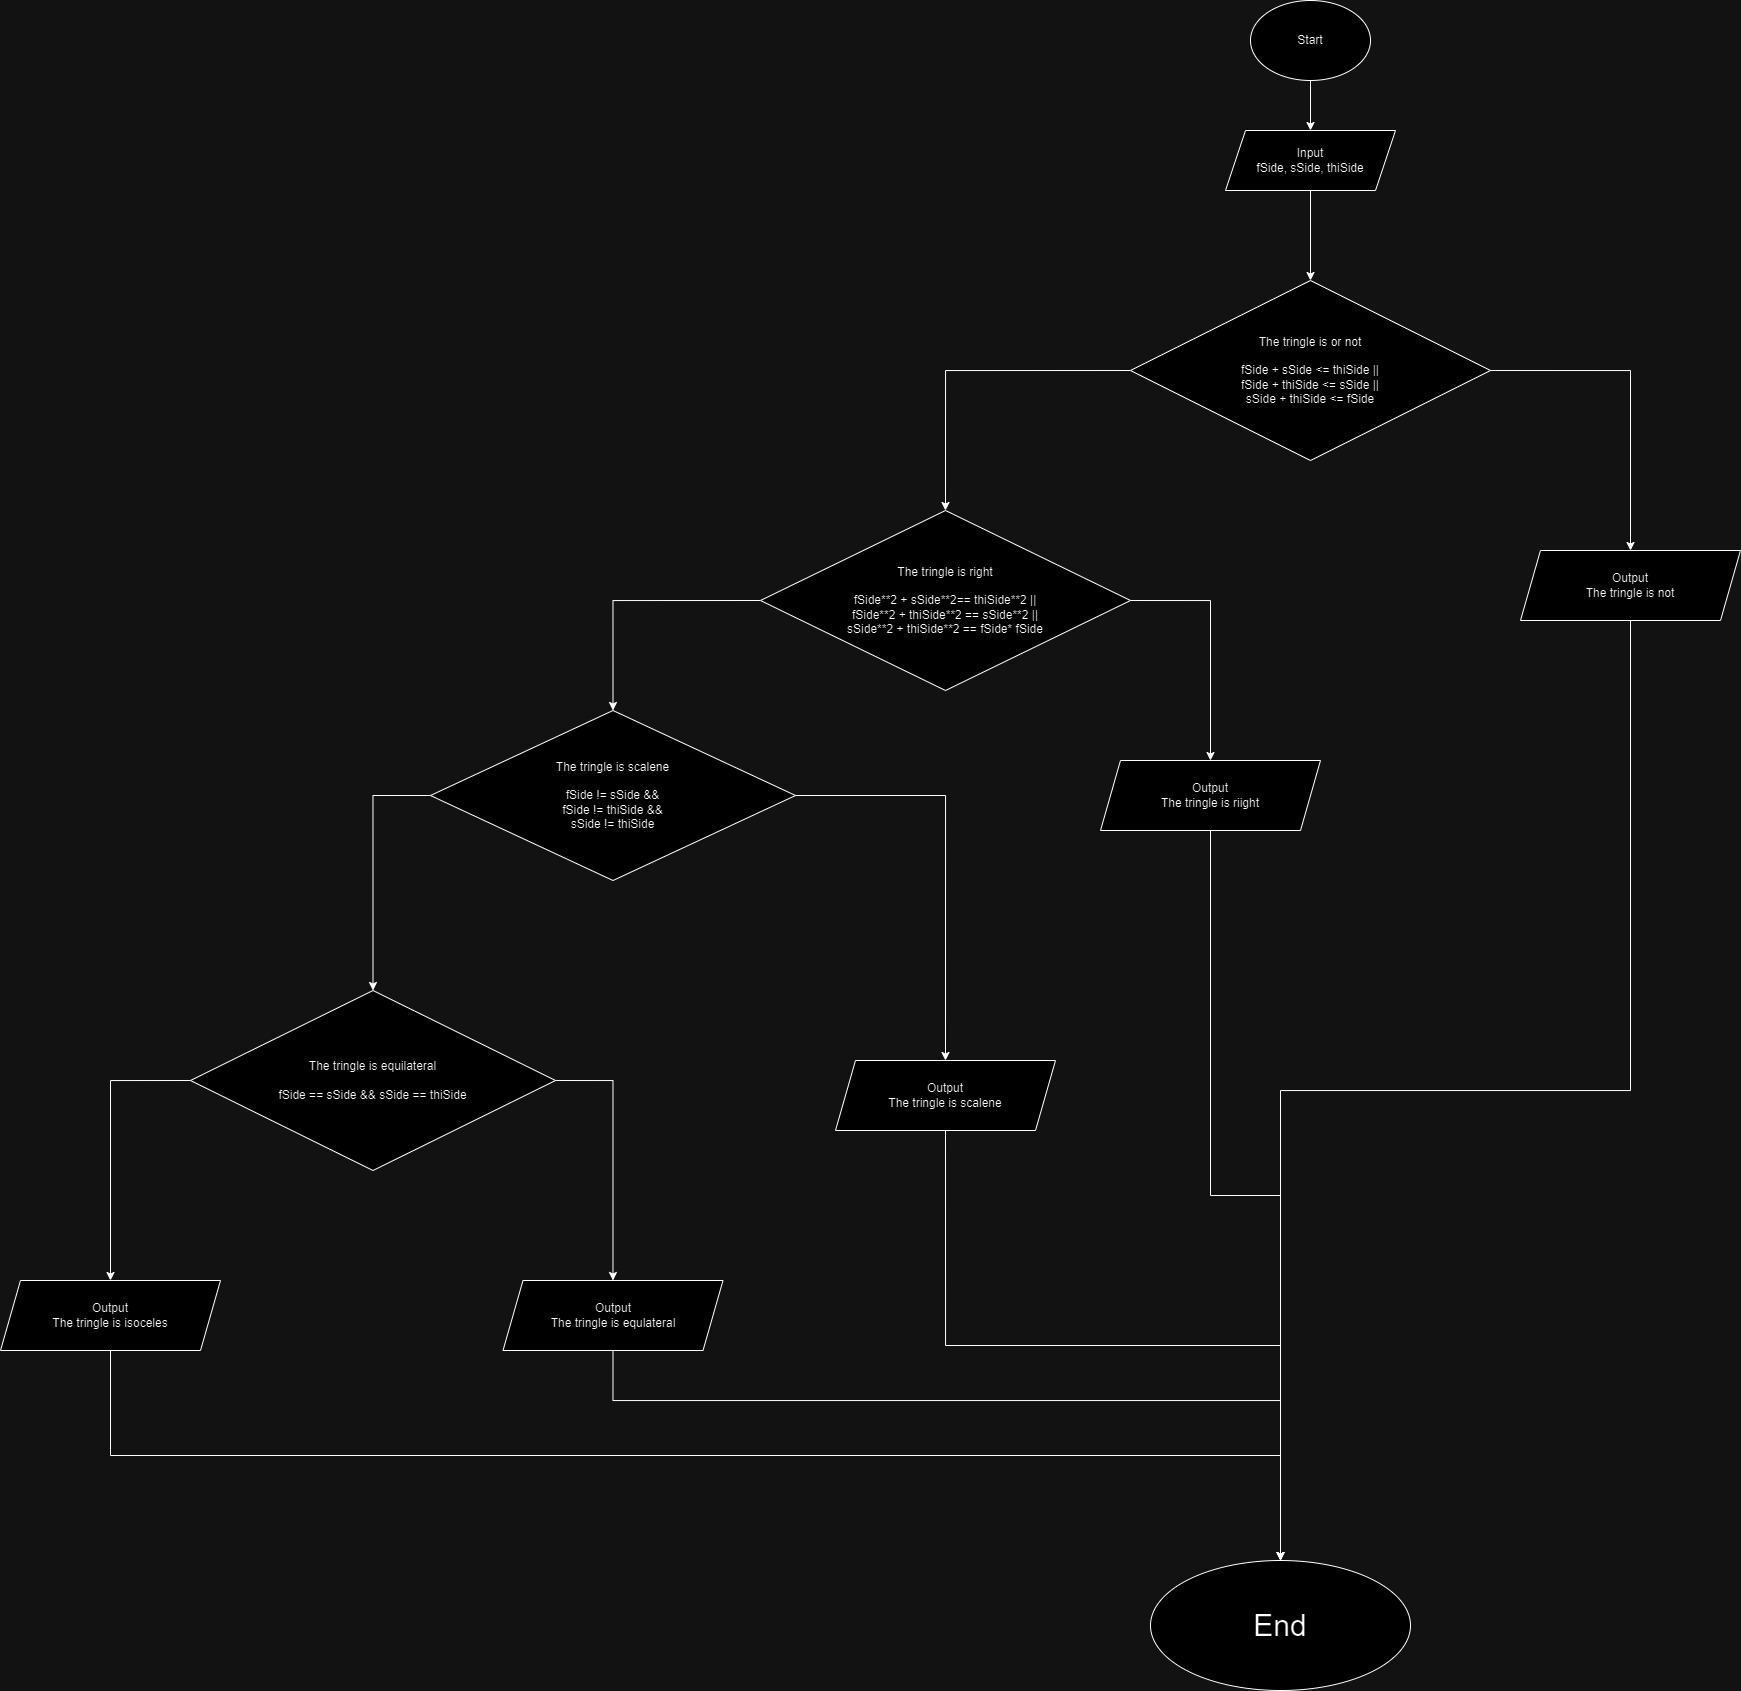 Start
Input
fSide, sSide, thiSide
The tringle is or not
fSide + sSide <= thiSide ||
fSide + thiSide <= sSide ||
sSide + thiSide <= fSide
The tringle is right
fSide**2 + sSide**2== thiSide**2 ||
fSide**2 + thiSide**2 == sSide**2 ||
sSide**2 + thiSide**2 == fSide* fSide
Output
The tringle is not
The tringle is scalene
fSide != sSide &&
fSide != thiSide &&
sSide != thiSide
Output
The tringle is riight
The tringle is equilateral
fSide == sSide && sSide == thiSide
Output
The tringle is scalene
Output
The tringle is isoceles
Output
The tringle is equlateral
End